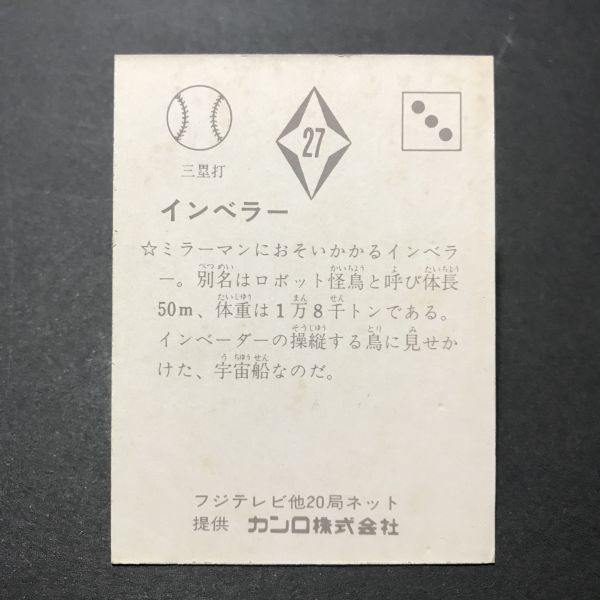 27
三塁打
インベラー
☆ミラーマンにおそいかかるインベラ
ー。別名はロボット怪鳥と呼び体長
50m、体重は1万8千トンである。
インベーダーの操縦する鳥に見せか
けた、宇宙船なのだ。
フジテレビ他20局ネット
提供 カンロ株式会社